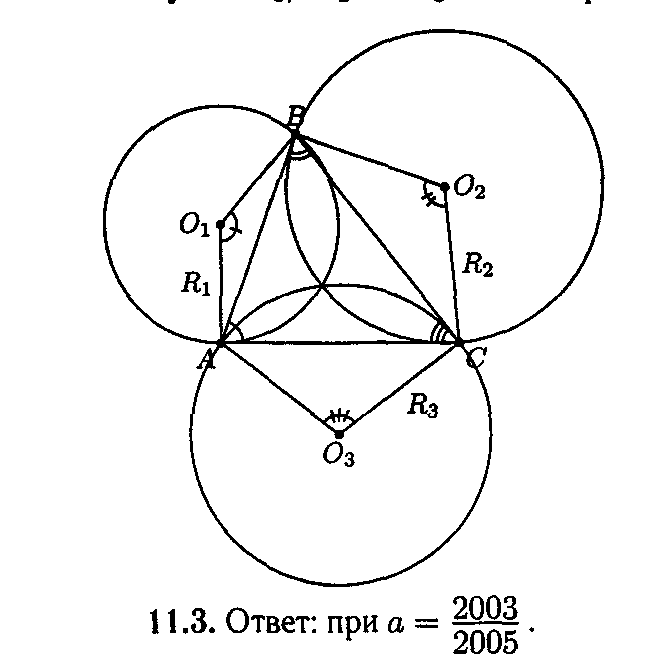 B
O₂
O₁
R₂
R₁
A
C
R₃
O₃
11.3. Ответ: при a = 2003/2005 .